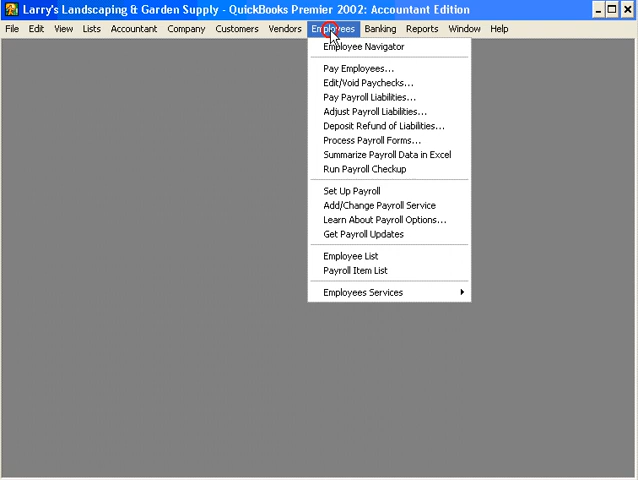 Larry's Landscaping & Garden Supply - QuickBooks Premier 2002: Accountant Edition
File Edit View Lists Accountant Company Customers Vendors Employees Banking Reports Window Help
Employee Navigator
Pay Employees...
Edit/Void Paychecks...
Pay Payroll Liabilities...
Adjust Payroll Liabilities...
Deposit Refund of Liabilities...
Process Payroll Forms...
Summarize Payroll Data in Excel
Run Payroll Checkup
Set Up Payroll
Add/Change Payroll Service
Learn About Payroll Options...
Get Payroll Updates
Employee List
Payroll Item List
Employees Services